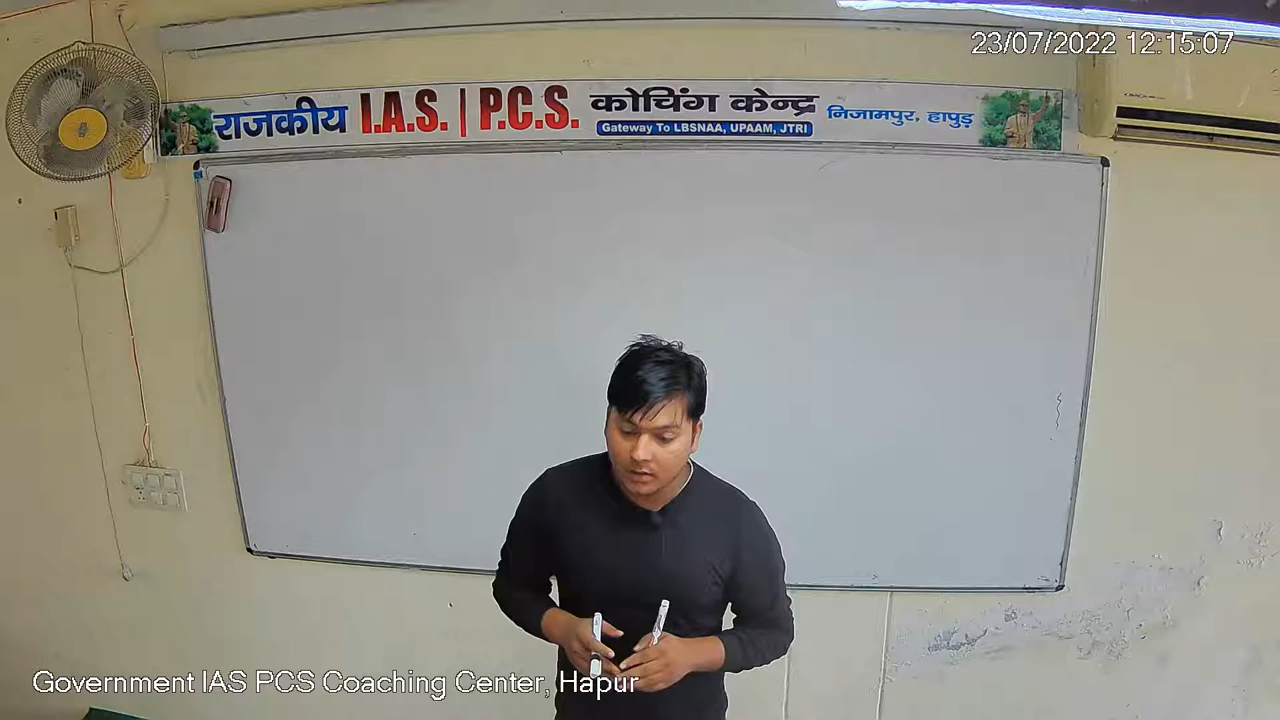 23/07/2022 12:15:07
राजकीय I.A.S. | P.C.S. कोचिंग केन्द्र निजामपुर, हापुड़
Gateway To LBSNAA, UPAAM, JTRI
Government IAS PCS Coaching Center, Hapur